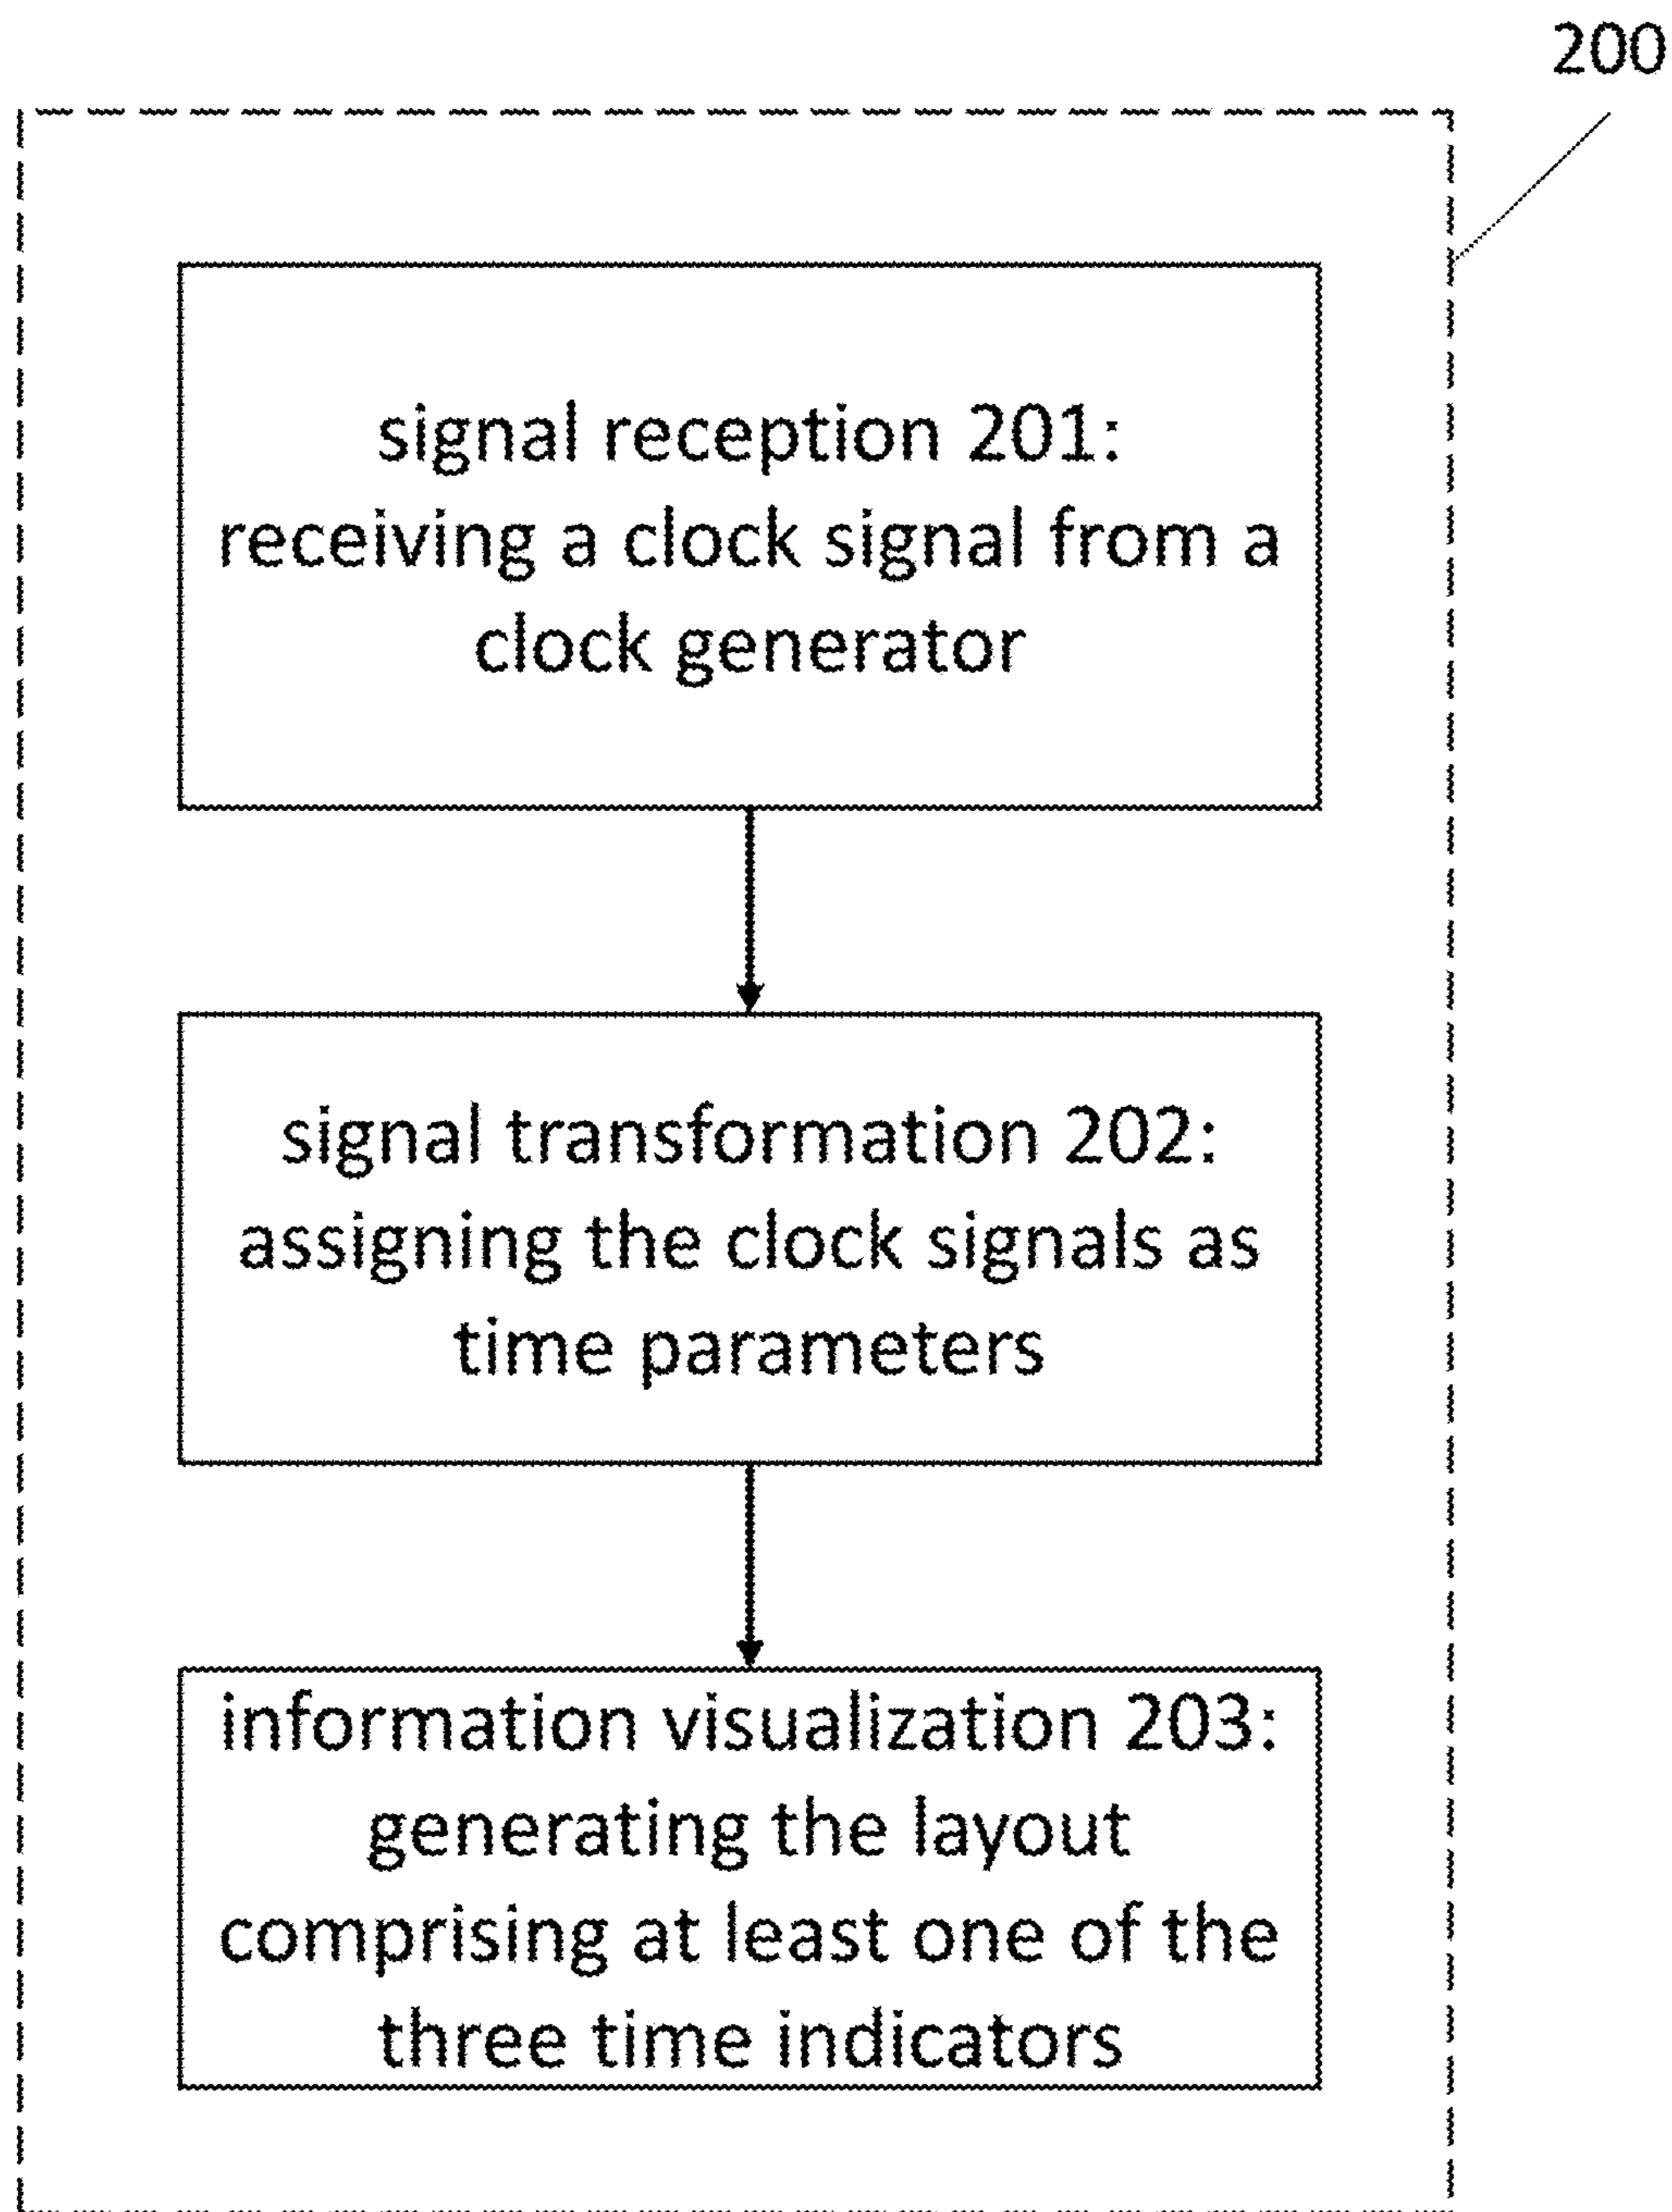 200
signal reception 201:
receiving a clock signal from a
clock generator
signal transformation 202:
assigning the clock signals as
time parameters
information visualization 203:
generating the layout
comprising at least one of the
three time indicators